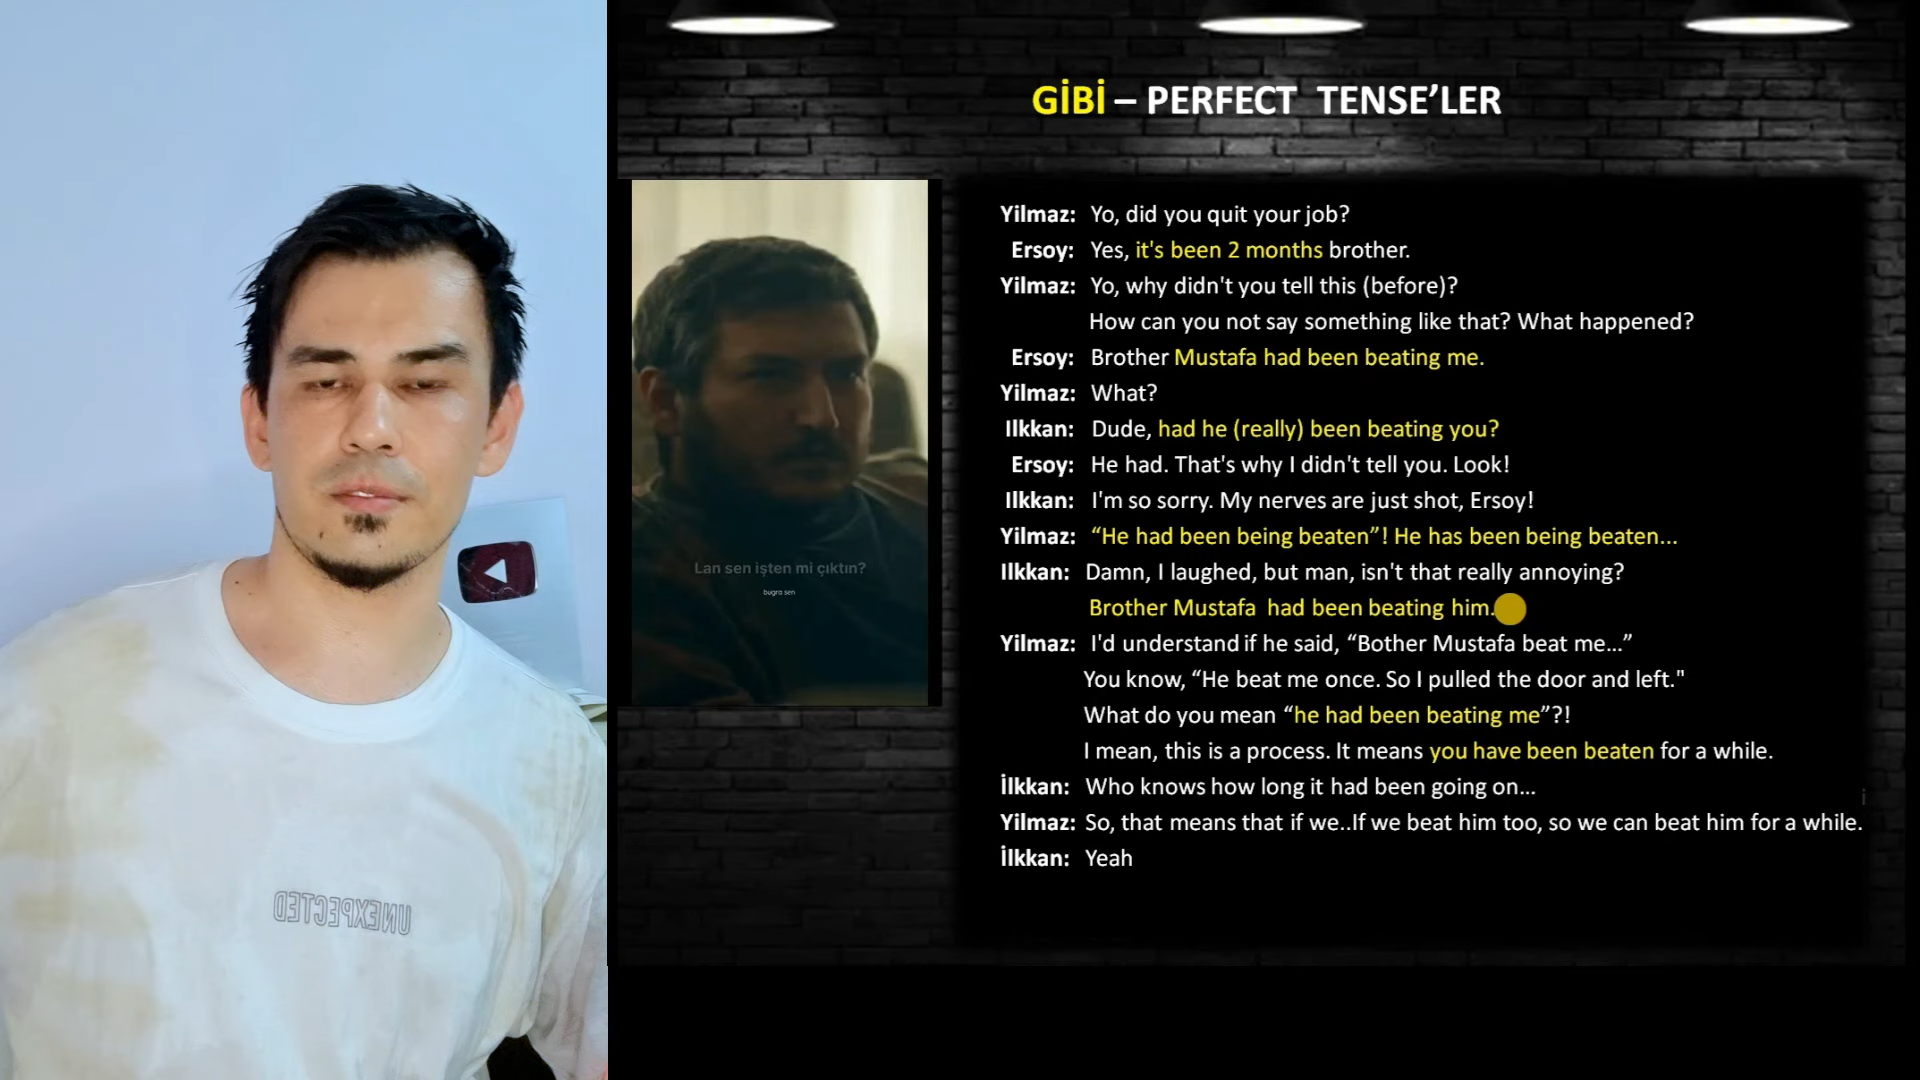 GİBİ – PERFECT TENSE'LER
Yilmaz: Yo, did you quit your job?
Ersoy: Yes, it's been 2 months brother.
Yilmaz: Yo, why didn't you tell this (before)?
How can you not say something like that? What happened?
Ersoy: Brother Mustafa had been beating me.
Yilmaz: What?
Ilkkan: Dude, had he (really) been beating you?
Ersoy: He had. That's why I didn't tell you. Look!
Ilkkan: I'm so sorry. My nerves are just shot, Ersoy!
Yilmaz: “He had been being beaten”! He has been being beaten...
Ilkkan: Damn, I laughed, but man, isn't that really annoying?
Brother Mustafa had been beating him.
Yilmaz: I'd understand if he said, “Bother Mustafa beat me...”
You know, “He beat me once. So I pulled the door and left."
What do you mean “he had been beating me”?!
I mean, this is a process. It means you have been beaten for a while.
İlkkan: Who knows how long it had been going on...
Yilmaz: So, that means that if we..If we beat him too, so we can beat him for a while.
İlkkan: Yeah
Lan sen işten mi çıktın?
bugra sen
UNEXPECTED
i